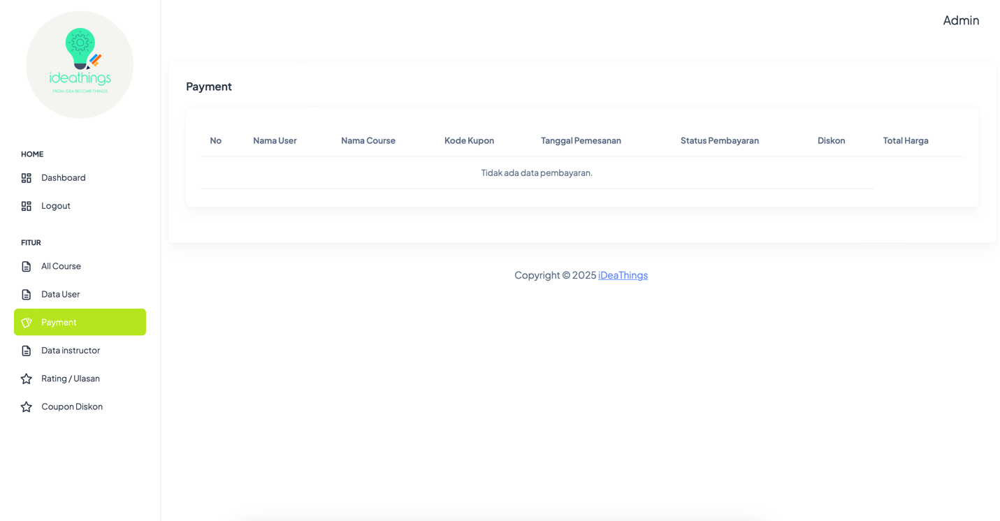 Admin
ideathings
FROM IDEA BECOME THINGS
HOME
Dashboard
Logout
FITUR
All Course
Data User
Payment
Data instructor
Rating / Ulasan
Coupon Diskon
Payment
No Nama User Nama Course Kode Kupon Tanggal Pemesanan Status Pembayaran Diskon Total Harga
Tidak ada data pembayaran.
Copyright © 2025 iDeaThings